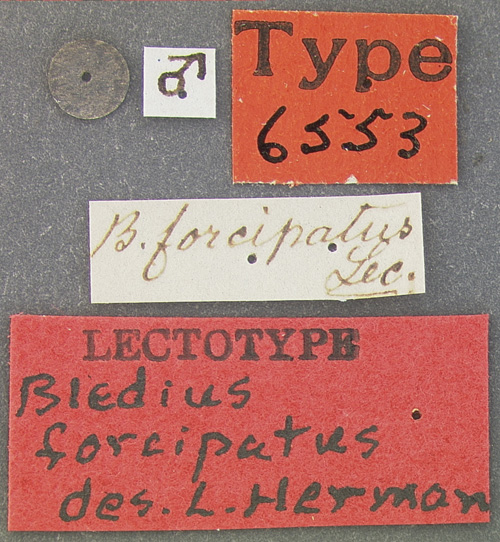 ♂
Type
6553
B. forcipatus
Lec.
LECTOTYPE
Bledius
forcipatus
des. L. Herman